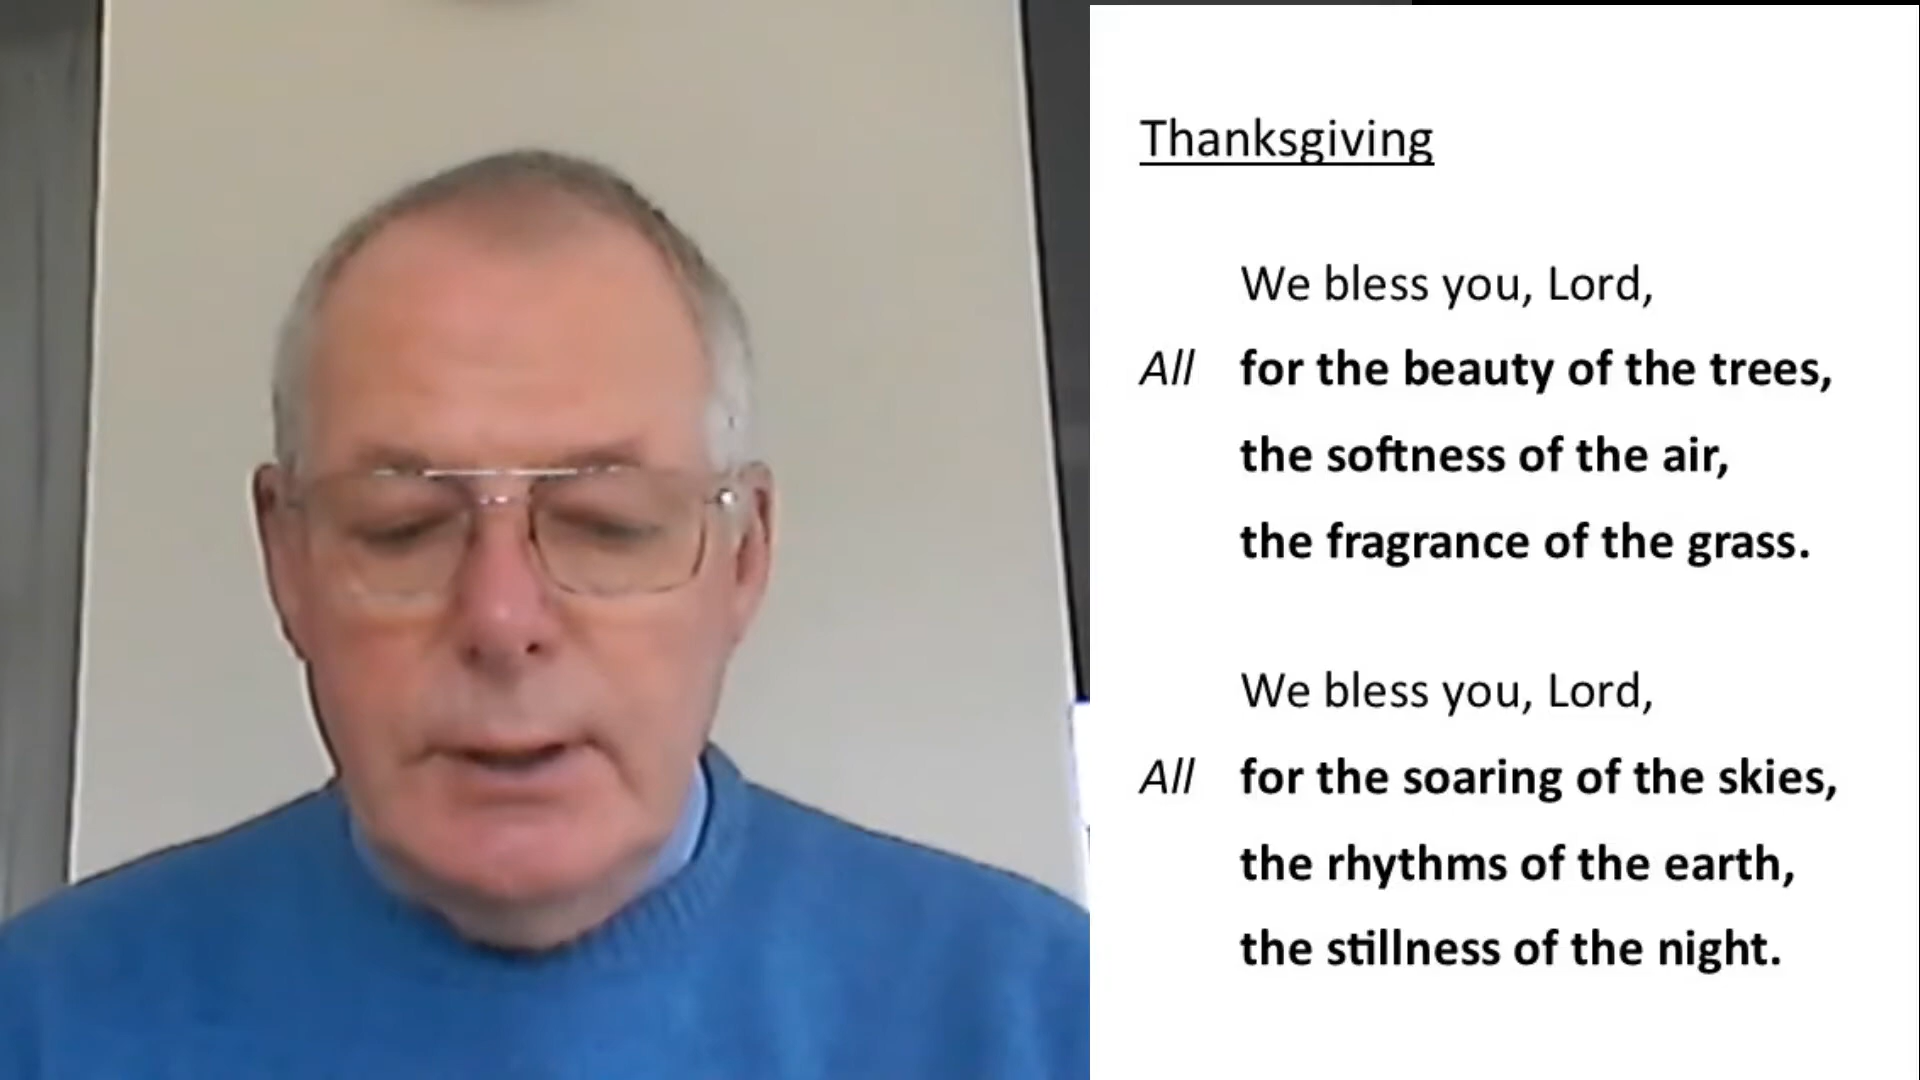 Thanksgiving
We bless you, Lord,
All for the beauty of the trees,
the softness of the air,
the fragrance of the grass.
We bless you, Lord,
All for the soaring of the skies,
the rhythms of the earth,
the stillness of the night.